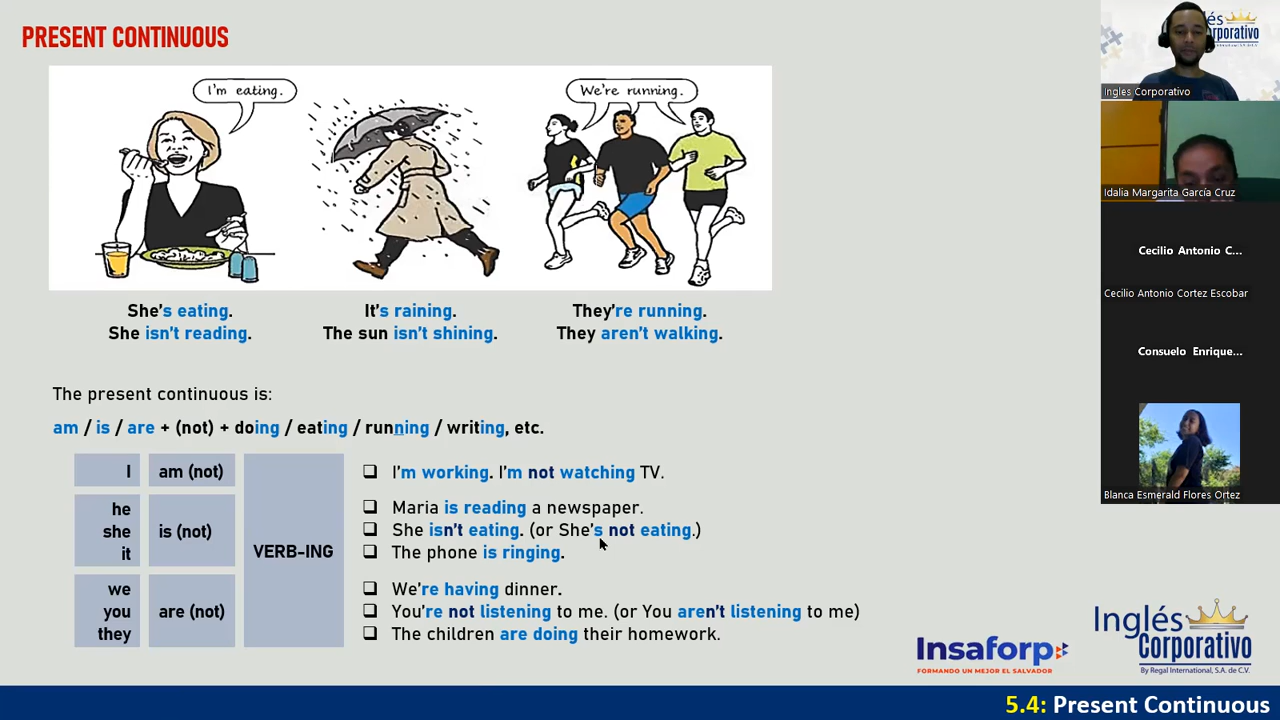 PRESENT CONTINUOUS
I'm eating.
We're running.
She's eating.
She isn't reading.
It's raining.
The sun isn't shining.
They're running.
They aren't walking.
The present continuous is:
am / is / are + (not) + doing / eating / running / writing, etc.
I
am (not)
he
she
it
is (not)
we
you
they
are (not)
VERB-ING
I'm working. I'm not watching TV.
Maria is reading a newspaper.
She isn't eating. (or She's not eating.)
The phone is ringing.
We're having dinner.
You're not listening to me. (or You aren't listening to me)
The children are doing their homework.
Insaforp
FORMANDO UN MEJOR EL SALVADOR
Inglés
Corporativo
By Regal International, S.A. de C.V.
5.4: Present Continuous
lés
orporativo
Ingles Corporativo
Idalia Margarita García Cruz
Cecilio Antonio C...
Cecilio Antonio Cortez Escobar
Consuelo Enrique...
Blanca Esmerald Flores Ortez